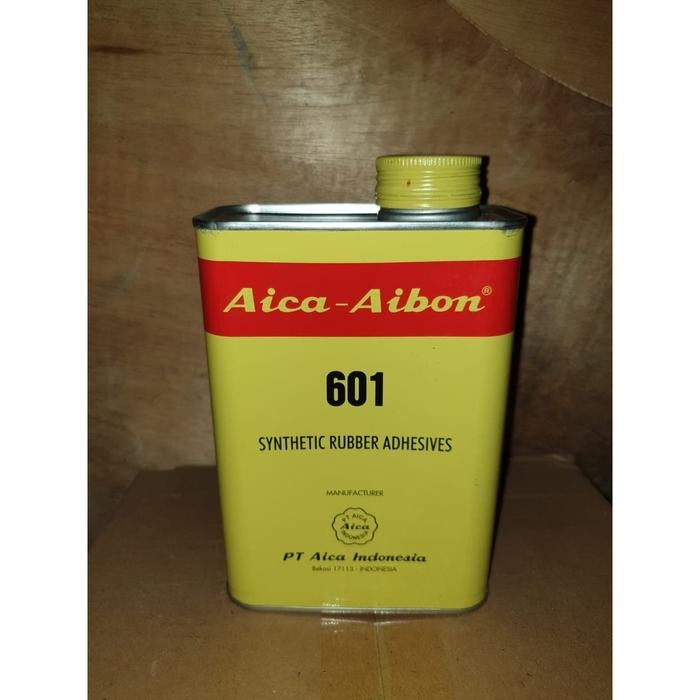 Aica-Aibon®
601
SYNTHETIC RUBBER ADHESIVES
MANUFACTURER
PT AICA
Aica
INDONESIA
PT Aica Indonesia
Bekasi 17113 - INDONESIA